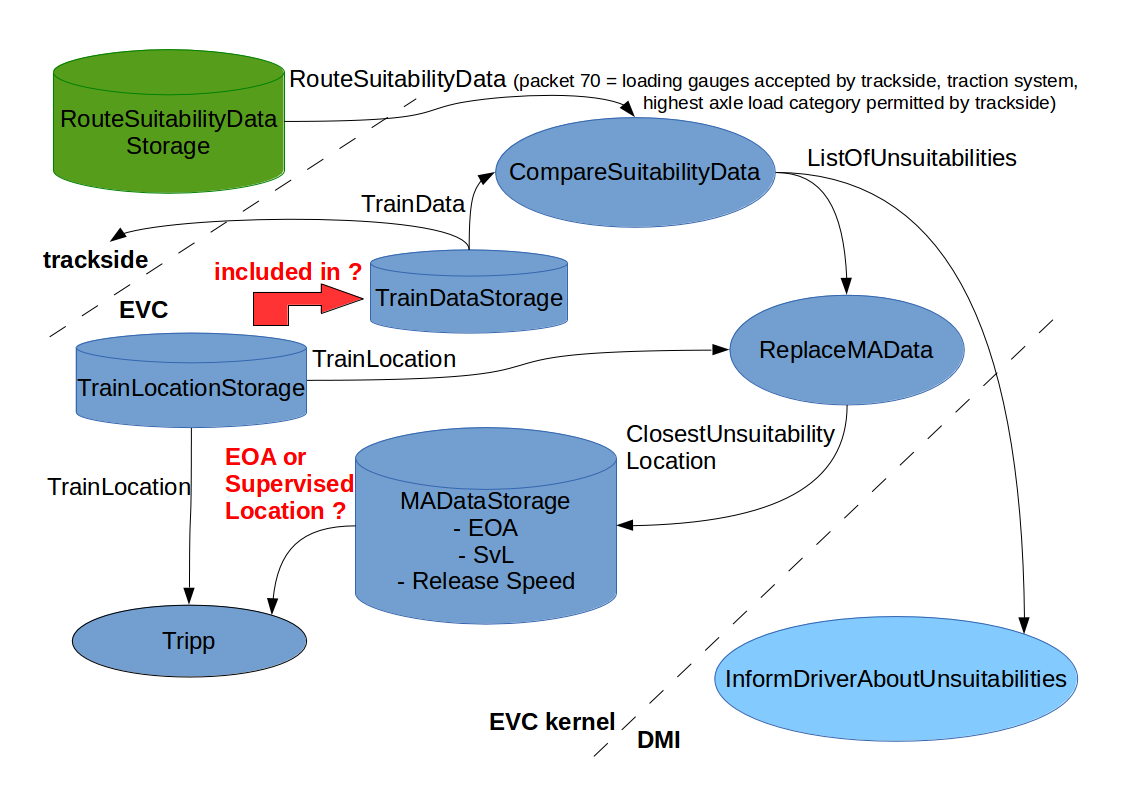 RouteSuitabilityData (packet 70 = loading gauges accepted by trackside, traction system,
highest axle load category permitted by trackside)
RouteSuitabilityData
Storage
CompareSuitabilityData
ListOfUnsuitabilities
TrainData
trackside
included in ?
TrainDataStorage
EVC
TrainLocationStorage
TrainLocation
ReplaceMAData
ClosestUnsuitability
Location
EOA or
Supervised
Location ?
TrainLocation
MADataStorage
- EOA
- SvL
- Release Speed
Tripp
InformDriverAboutUnsuitabilities
EVC kernel
DMI